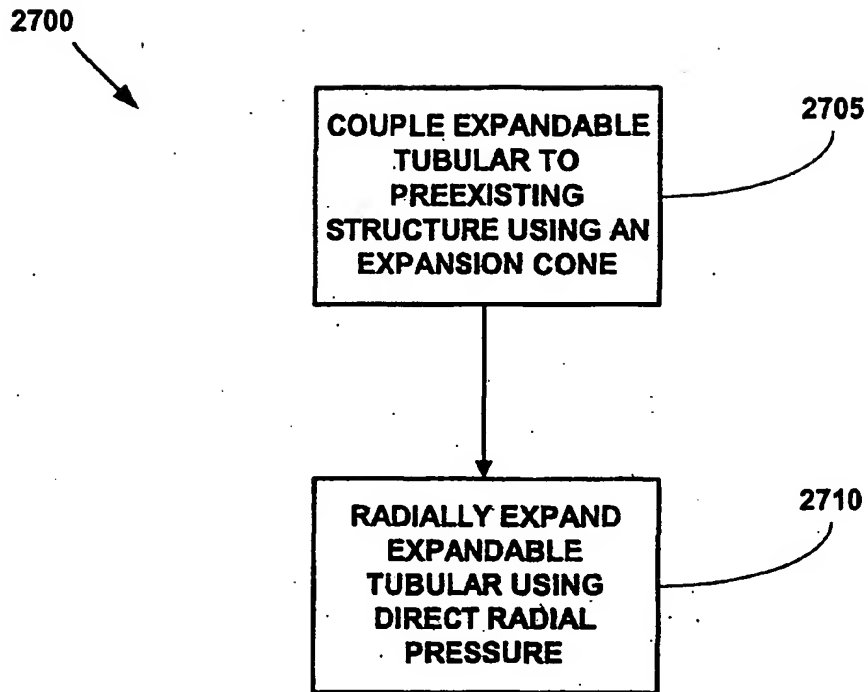 2700
COUPLE EXPANDABLE
TUBULAR TO
PREEXISTING
STRUCTURE USING AN
EXPANSION CONE
2705
RADIALLY EXPAND
EXPANDABLE
TUBULAR USING
DIRECT RADIAL
PRESSURE
2710